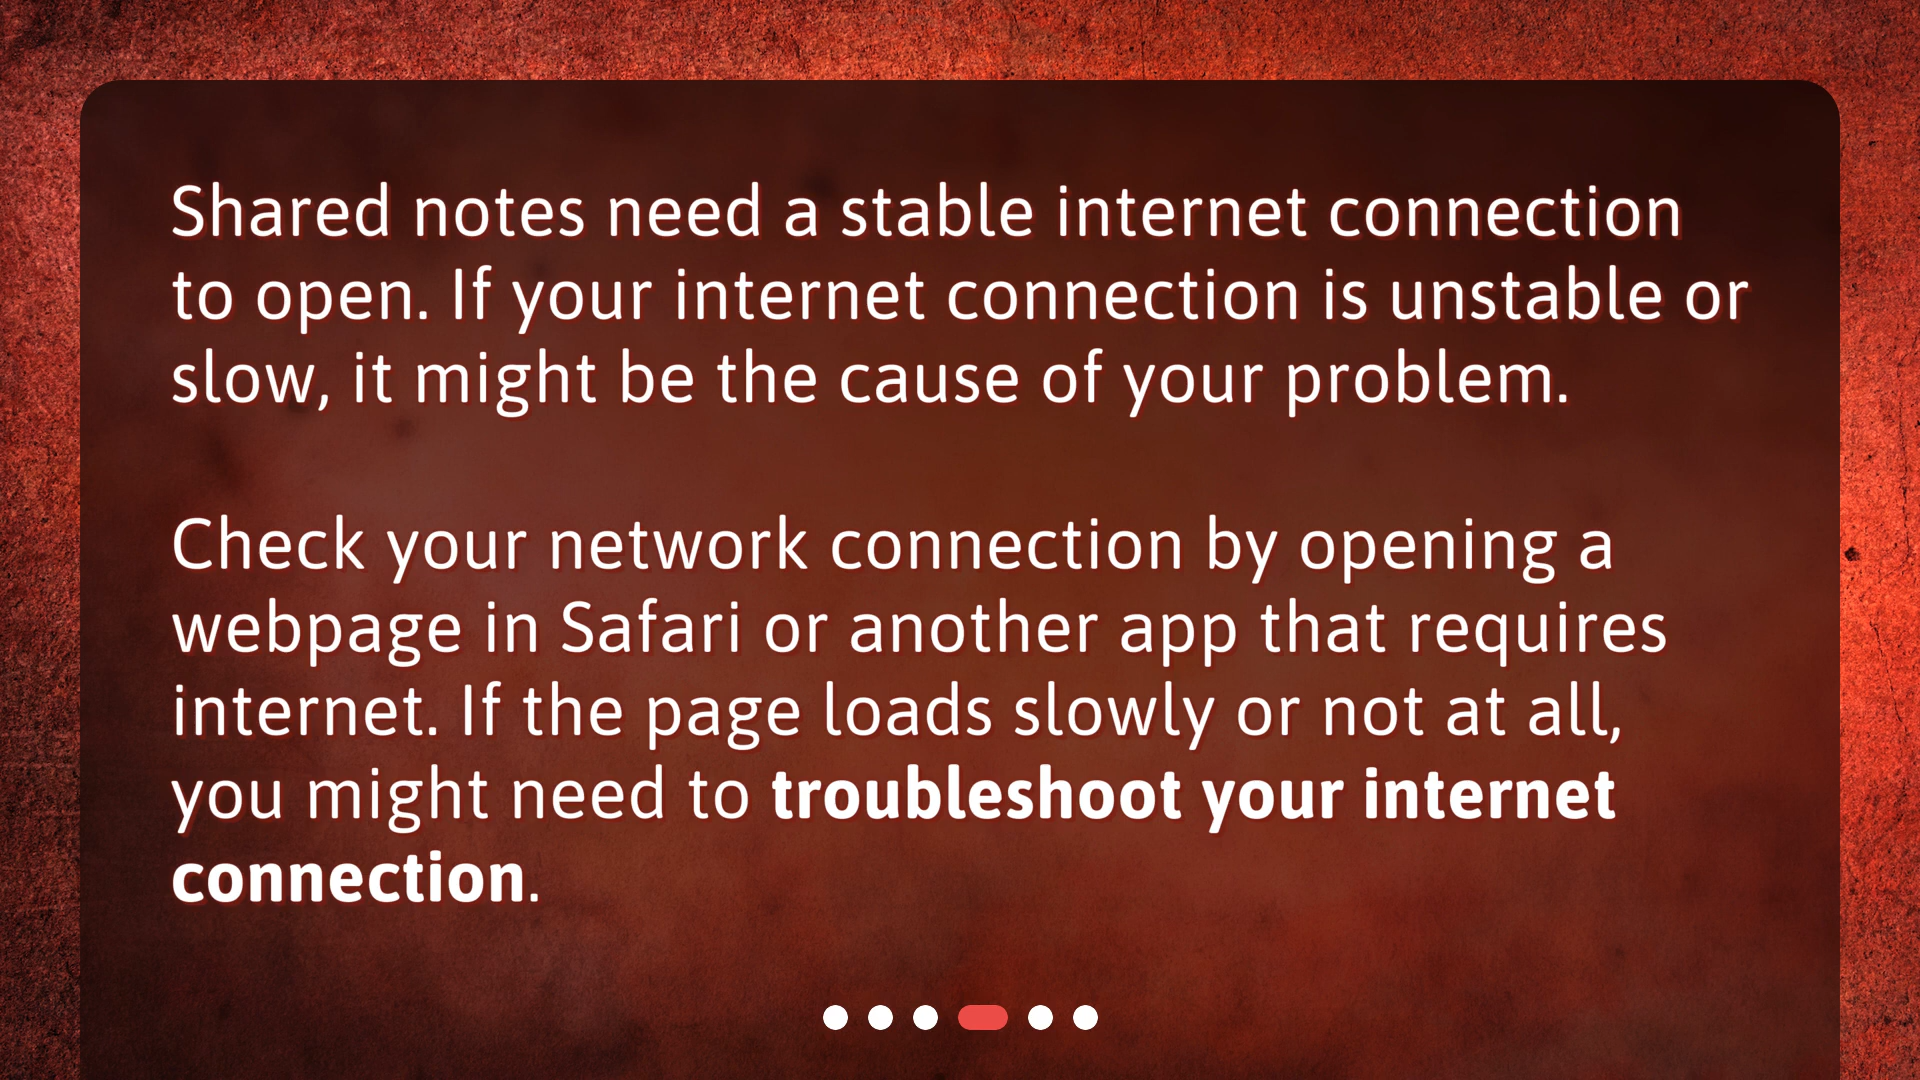 Shared notes need a stable internet connection
to open. If your internet connection is unstable or
slow, it might be the cause of your problem.
Check your network connection by opening a
webpage in Safari or another app that requires
internet. If the page loads slowly or not at all,
you might need to troubleshoot your internet
connection.